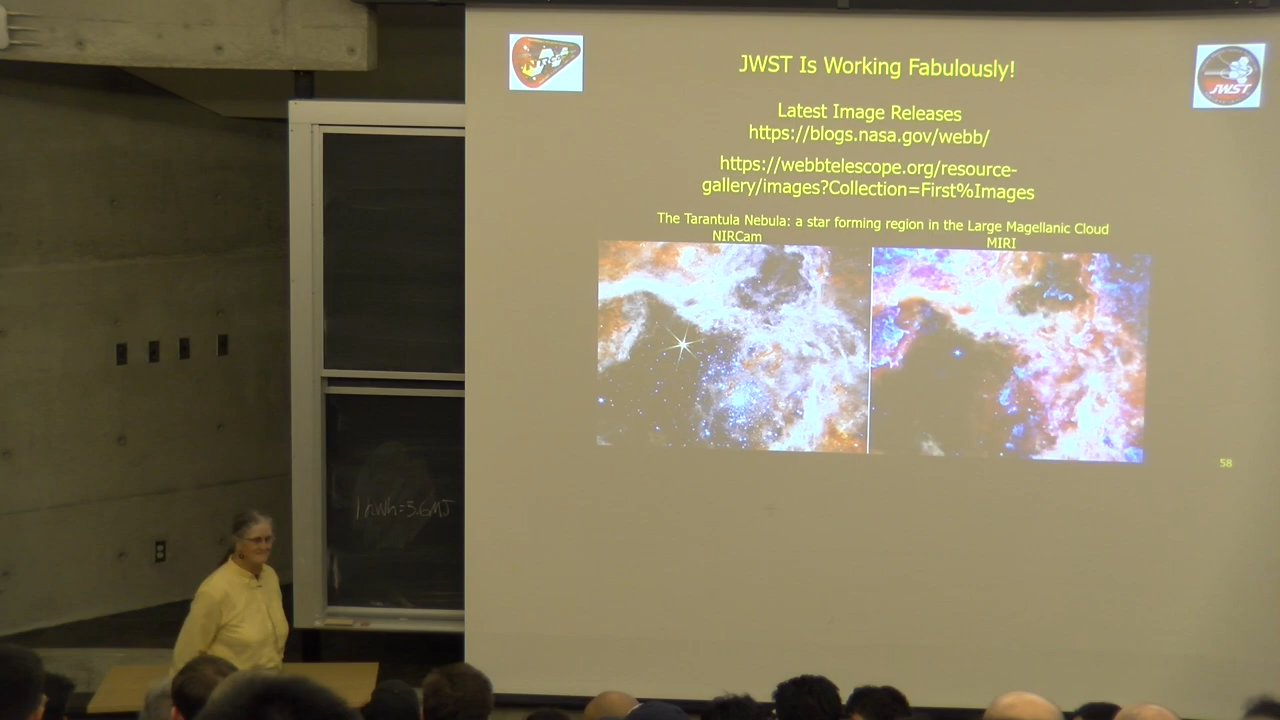 JWST Is Working Fabulously!
JWST
Latest Image Releases
https://blogs.nasa.gov/webb/
https://webbtelescope.org/resource-
gallery/images?Collection=First%Images
The Tarantula Nebula: a star forming region in the Large Magellanic Cloud
NIRCam
MIRI
58
1 kWh=3.6MJ